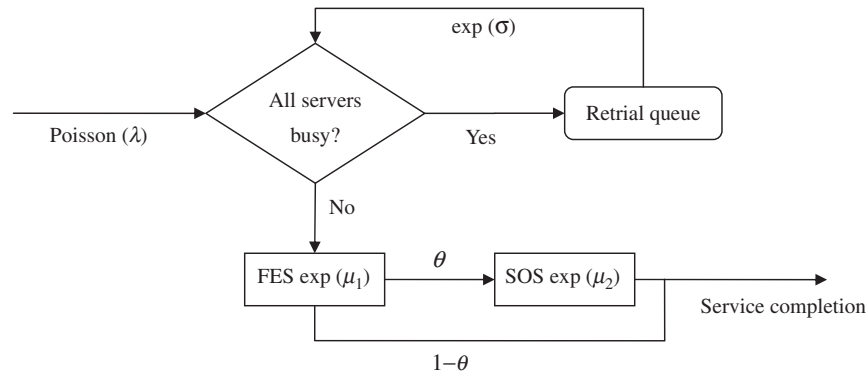 exp (σ)
All servers
busy?
Retrial queue
Poisson (λ)
Yes
No
FES exp (μ₁)
θ
SOS exp (μ₂)
Service completion
1−θ